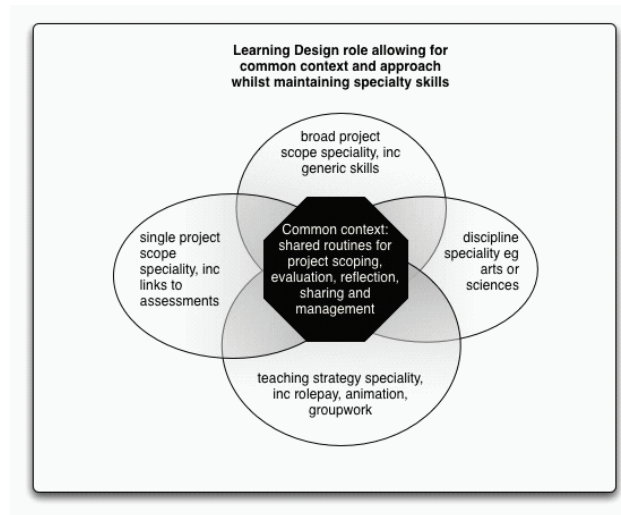 Learning Design role allowing for
common context and approach
whilst maintaining specialty skills
broad project
scope speciality, inc
generic skills
single project
scope
speciality, inc
links to
assessments
Common context:
shared routines for
project scoping,
evaluation, reflection,
sharing and
management
discipline
speciality eg
arts or
sciences
teaching strategy speciality,
inc rolepay, animation,
groupwork